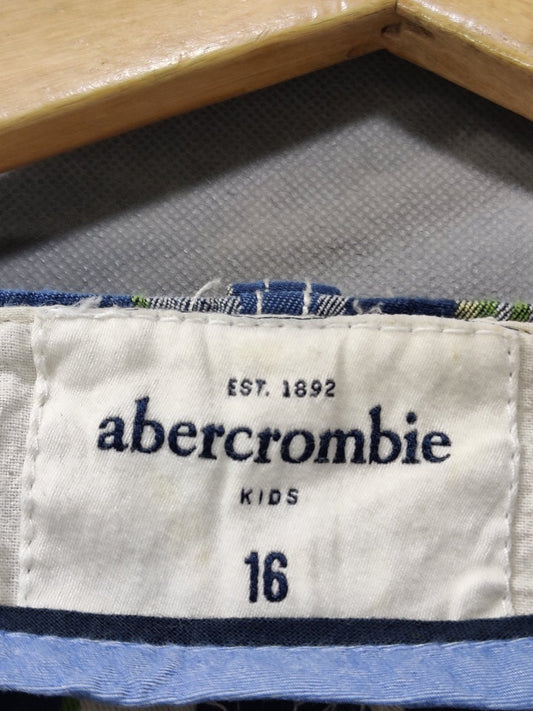 EST. 1892
abercrombie
KIDS
16